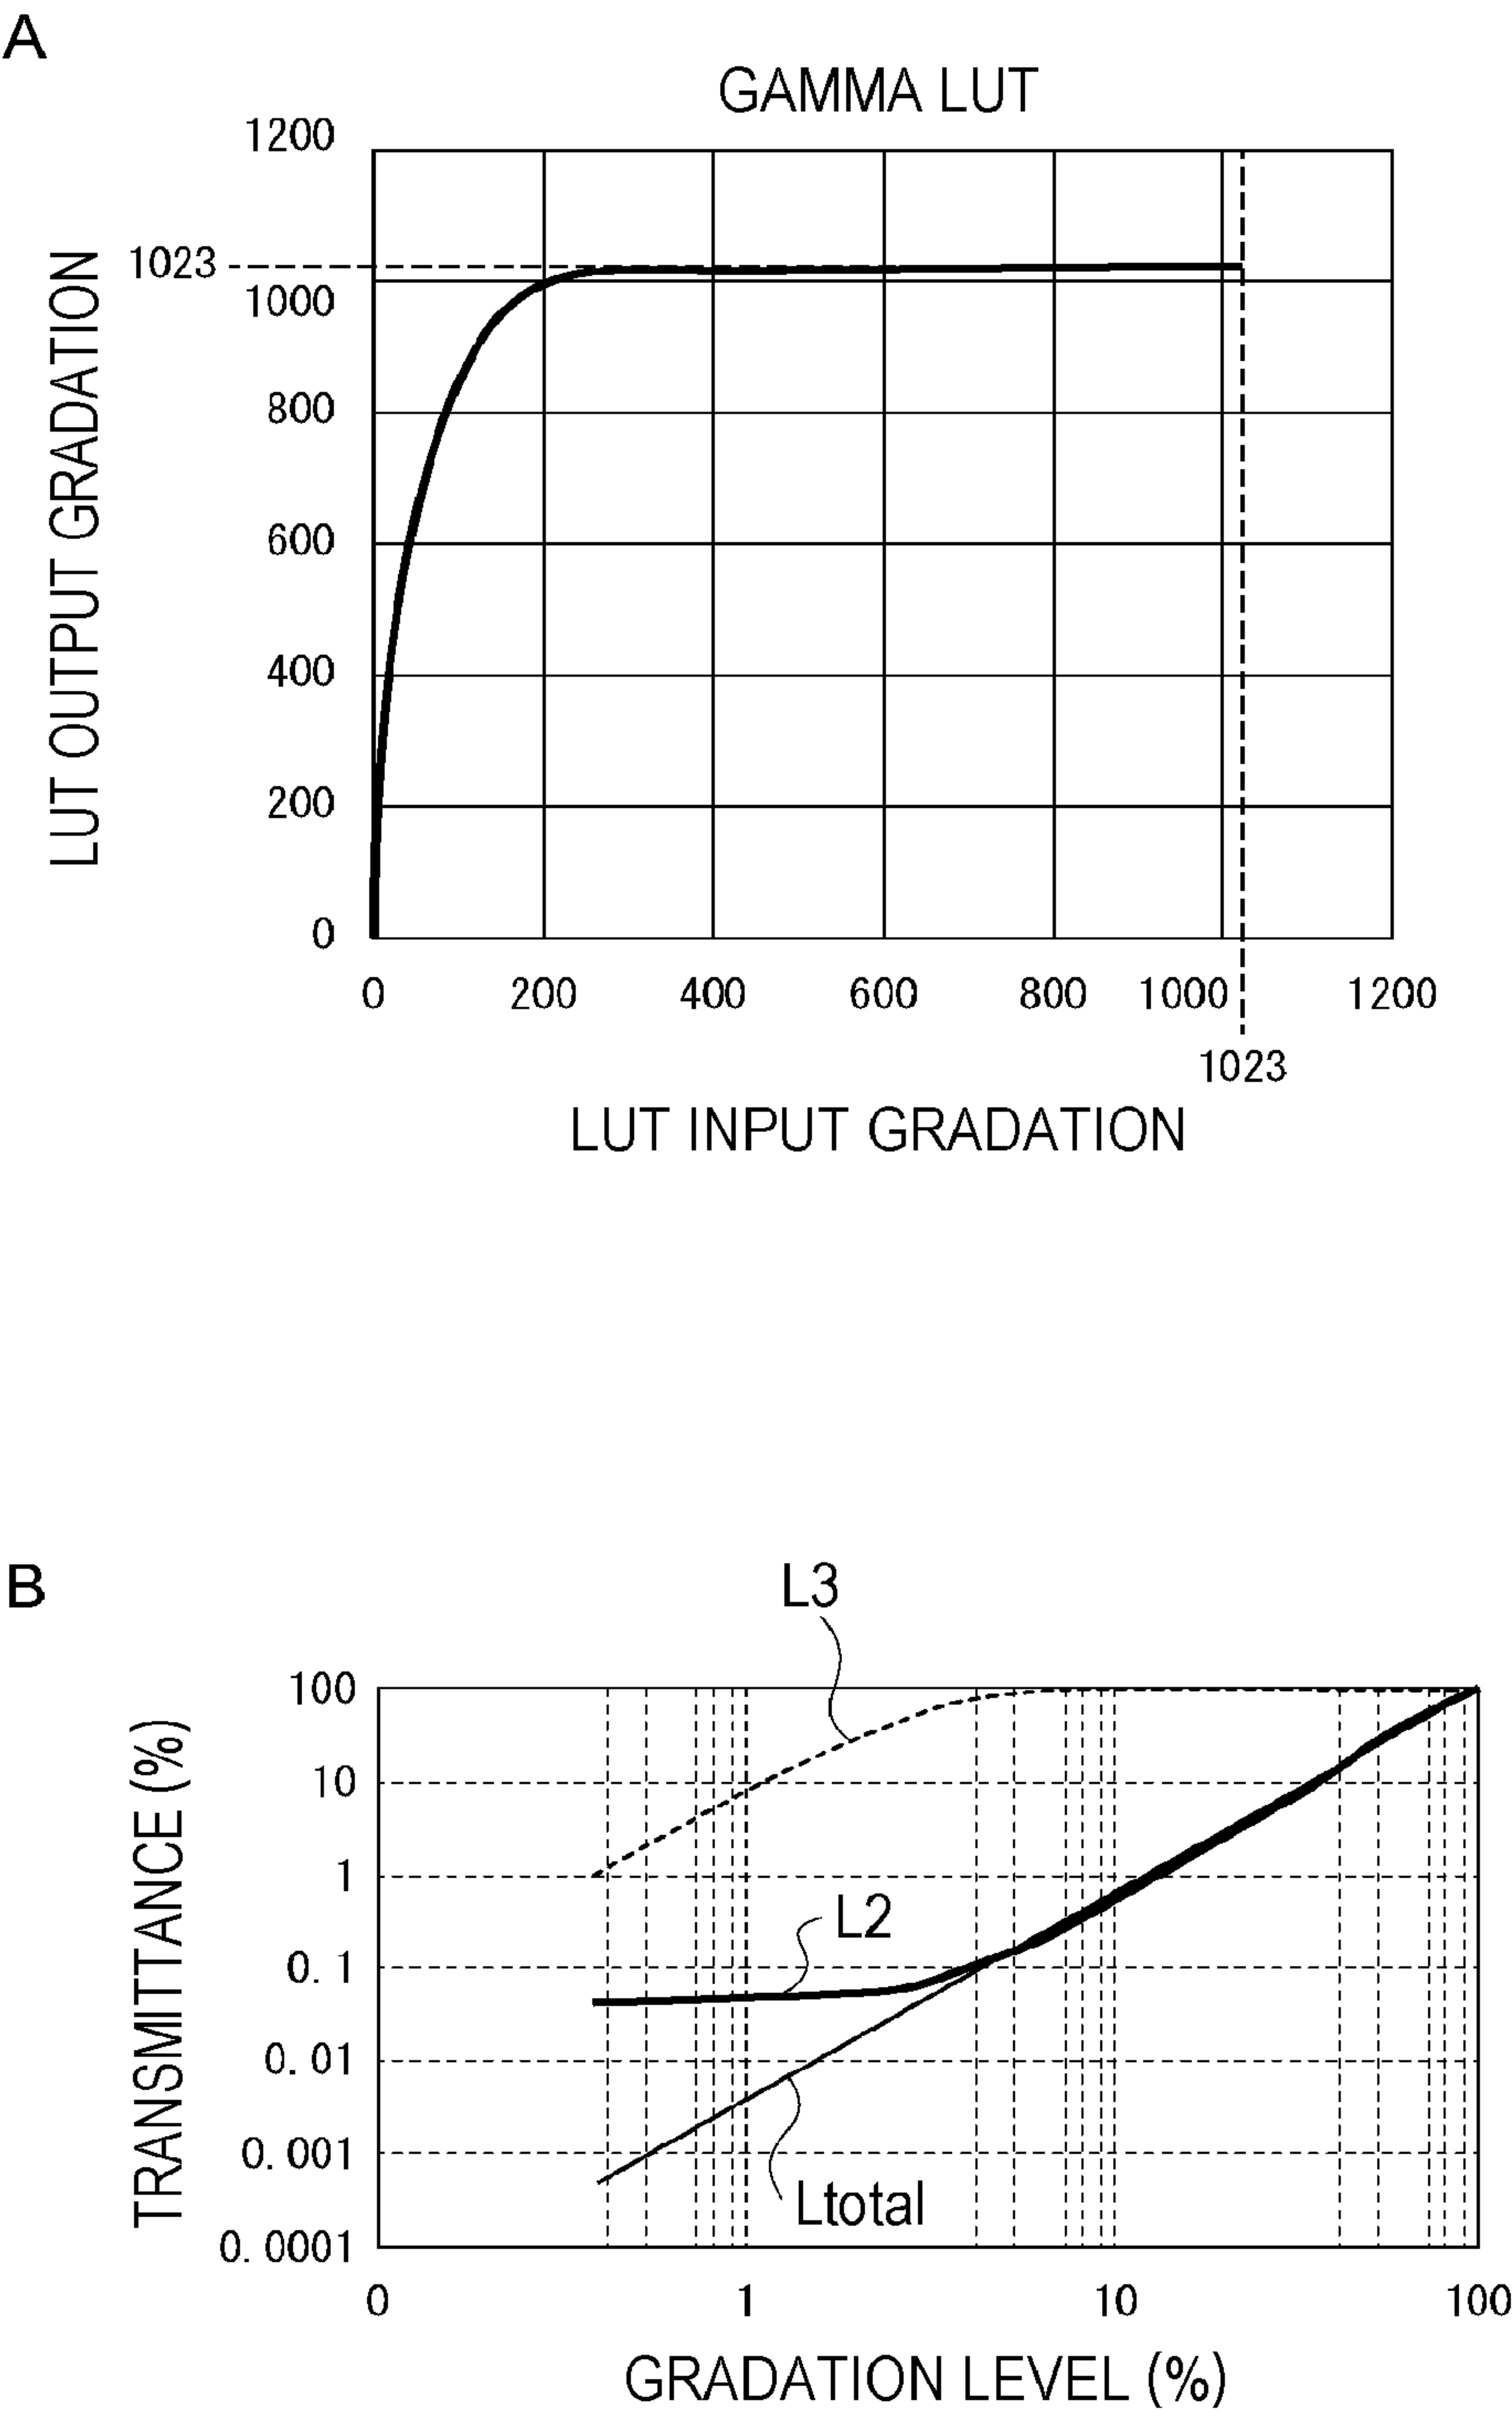 A
GAMMA LUT
1200
1023
1000
800
600
400
200
0
LUT OUTPUT GRADATION
0 200 400 600 800 1000 1200
1023
LUT INPUT GRADATION
B
L3
100
10
1
L2
0.1
0.01
0.001
Ltotal
0.0001
TRANSMITTANCE (%)
0 1 10 100
GRADATION LEVEL (%)